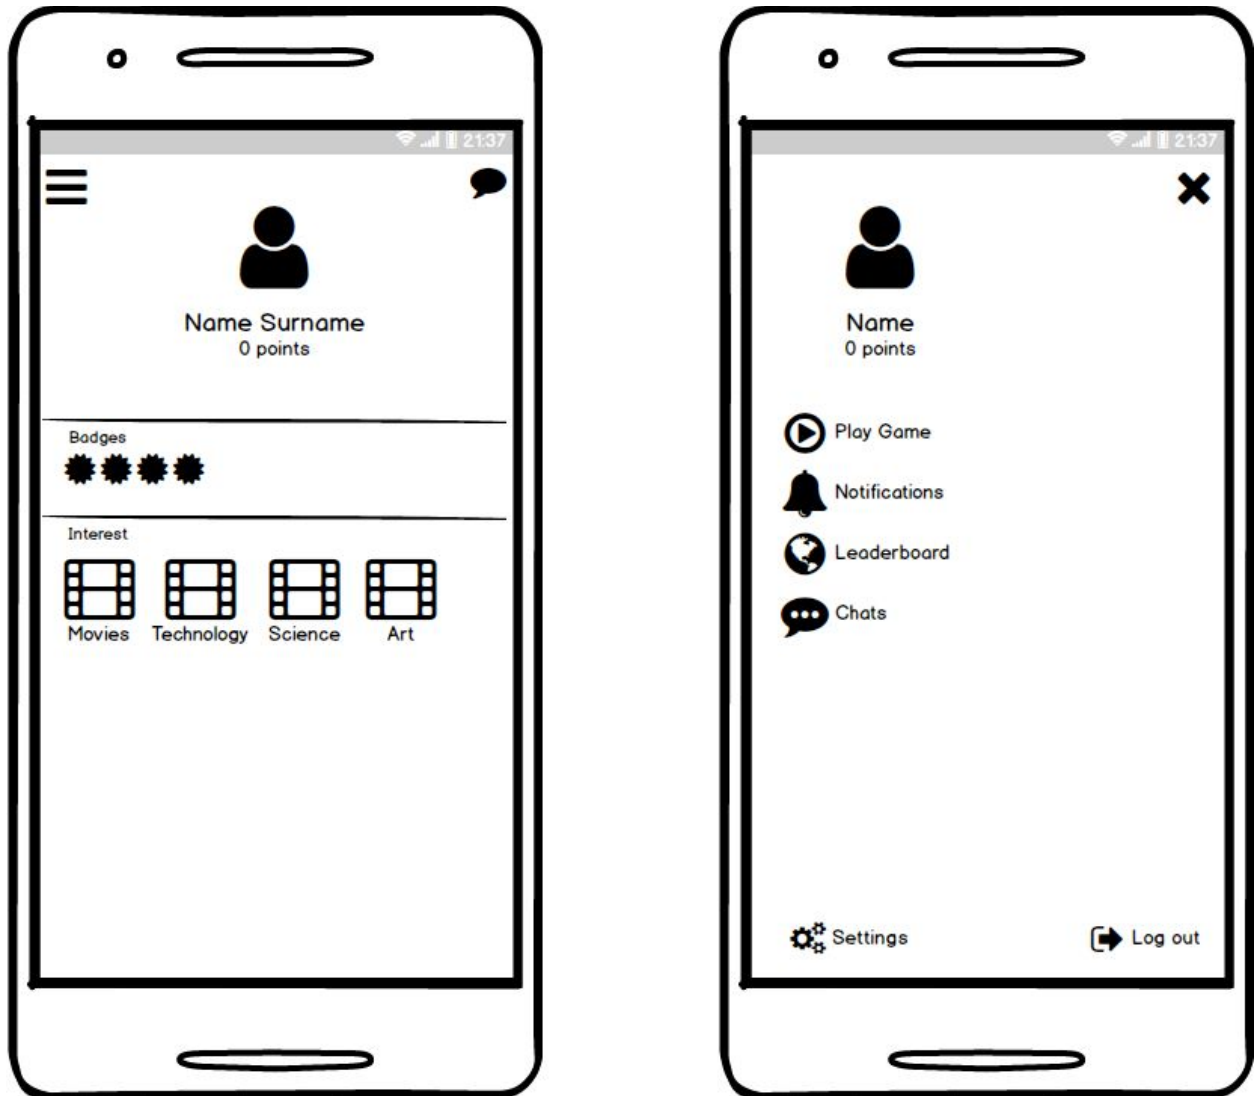 21:37
Name Surname
0 points
Badges
Interest
Movies Technology Science Art
21:37
Name
0 points
Play Game
Notifications
Leaderboard
Chats
Settings Log out